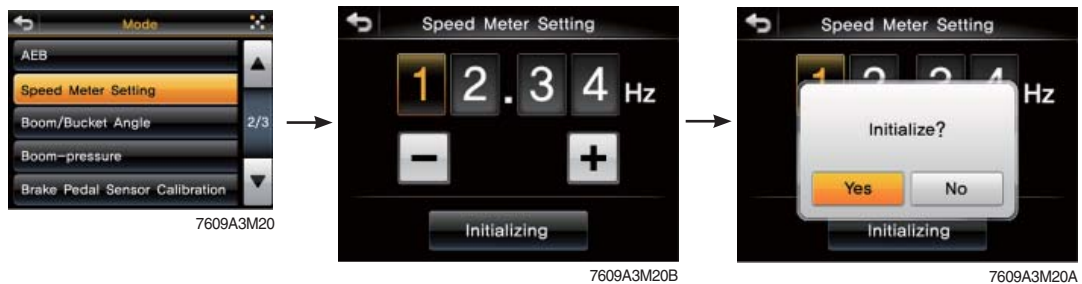 Mode
AEB
Speed Meter Setting
Boom/Bucket Angle
2/3
Boom-pressure
Brake Pedal Sensor Calibration
7609A3M20
Speed Meter Setting
1 2 . 3 4 Hz
− +
Initializing
7609A3M20B
Speed Meter Setting
Hz
Initialize?
Yes No
Initializing
7609A3M20A